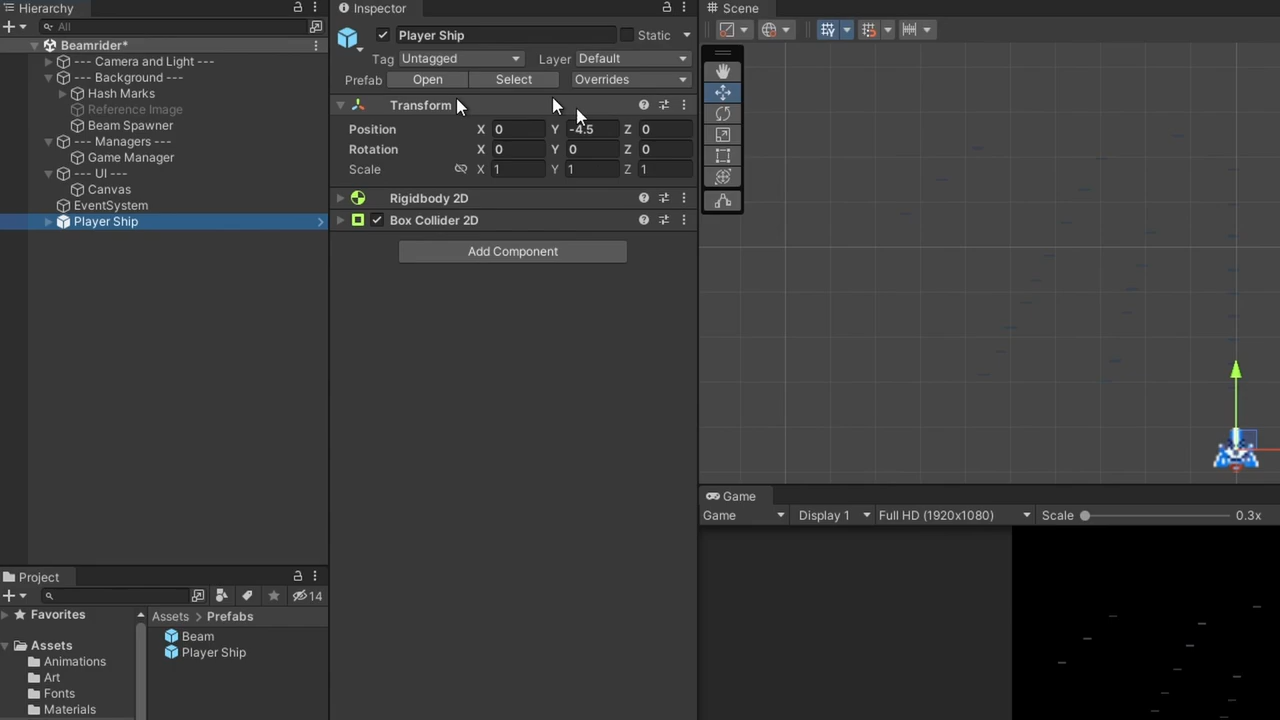 Hierarchy
All
Beamrider*
--- Camera and Light ---
--- Background ---
Hash Marks
Reference Image
Beam Spawner
--- Managers ---
Game Manager
--- UI ---
Canvas
EventSystem
Player Ship
Project
14
Favorites
Assets
Animations
Art
Fonts
Materials
Assets > Prefabs
Beam
Player Ship
Inspector
Player Ship
Static
Tag Untagged Layer Default
Prefab Open Select Overrides
Transform
Position X 0 Y -4.5 Z 0
Rotation X 0 Y 0 Z 0
Scale X 1 Y 1 Z 1
Rigidbody 2D
Box Collider 2D
Add Component
Scene
Game
Game Display 1 Full HD (1920x1080) Scale 0.3x